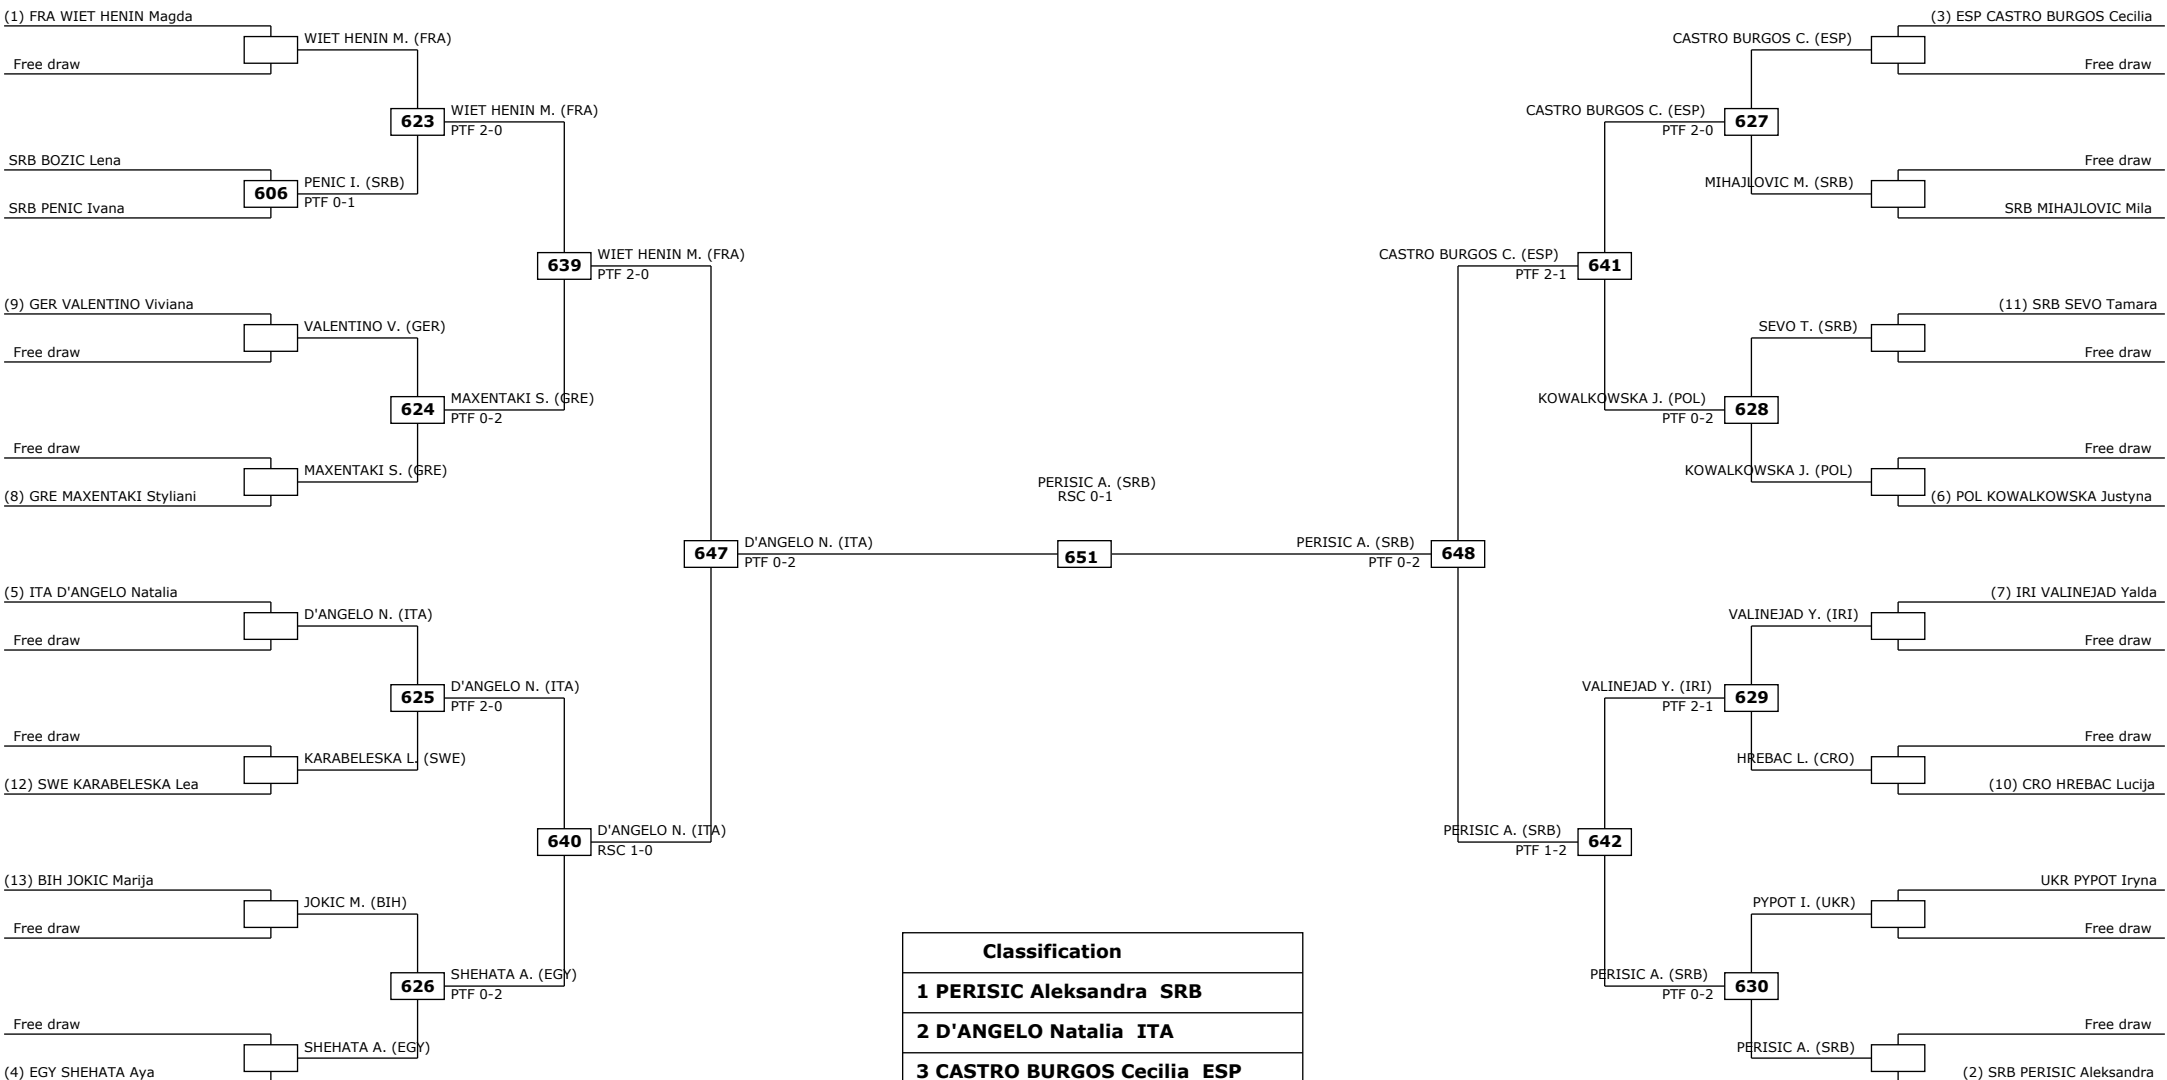 (1) FRA WIET HENIN Magda
WIET HENIN M. (FRA)
Free draw
WIET HENIN M. (FRA)
623
PTF 2-0
SRB BOZIC Lena
606
PENIC I. (SRB)
PTF 0-1
SRB PENIC Ivana
639
WIET HENIN M. (FRA)
PTF 2-0
(9) GER VALENTINO Viviana
VALENTINO V. (GER)
Free draw
624
MAXENTAKI S. (GRE)
PTF 0-2
Free draw
MAXENTAKI S. (GRE)
(8) GRE MAXENTAKI Styliani
647
D'ANGELO N. (ITA)
PTF 0-2
(5) ITA D'ANGELO Natalia
D'ANGELO N. (ITA)
Free draw
625
D'ANGELO N. (ITA)
PTF 2-0
Free draw
KARABELESKA L. (SWE)
(12) SWE KARABELESKA Lea
640
D'ANGELO N. (ITA)
RSC 1-0
(13) BIH JOKIC Marija
JOKIC M. (BIH)
Free draw
626
SHEHATA A. (EGY)
PTF 0-2
Free draw
SHEHATA A. (EGY)
(4) EGY SHEHATA Aya
PERISIC A. (SRB)
RSC 0-1
651
Classification
1 PERISIC Aleksandra SRB
2 D'ANGELO Natalia ITA
3 CASTRO BURGOS Cecilia ESP
(3) ESP CASTRO BURGOS Cecilia
CASTRO BURGOS C. (ESP)
Free draw
CASTRO BURGOS C. (ESP)
PTF 2-0
627
Free draw
MIHAJLOVIC M. (SRB)
SRB MIHAJLOVIC Mila
CASTRO BURGOS C. (ESP)
PTF 2-1
641
(11) SRB SEVO Tamara
SEVO T. (SRB)
Free draw
KOWALKOWSKA J. (POL)
PTF 0-2
628
Free draw
KOWALKOWSKA J. (POL)
(6) POL KOWALKOWSKA Justyna
PERISIC A. (SRB)
PTF 0-2
648
(7) IRI VALINEJAD Yalda
VALINEJAD Y. (IRI)
Free draw
VALINEJAD Y. (IRI)
PTF 2-1
629
Free draw
HREBAC L. (CRO)
(10) CRO HREBAC Lucija
PERISIC A. (SRB)
PTF 1-2
642
UKR PYPOT Iryna
PYPOT I. (UKR)
Free draw
PERISIC A. (SRB)
PTF 0-2
630
Free draw
PERISIC A. (SRB)
(2) SRB PERISIC Aleksandra